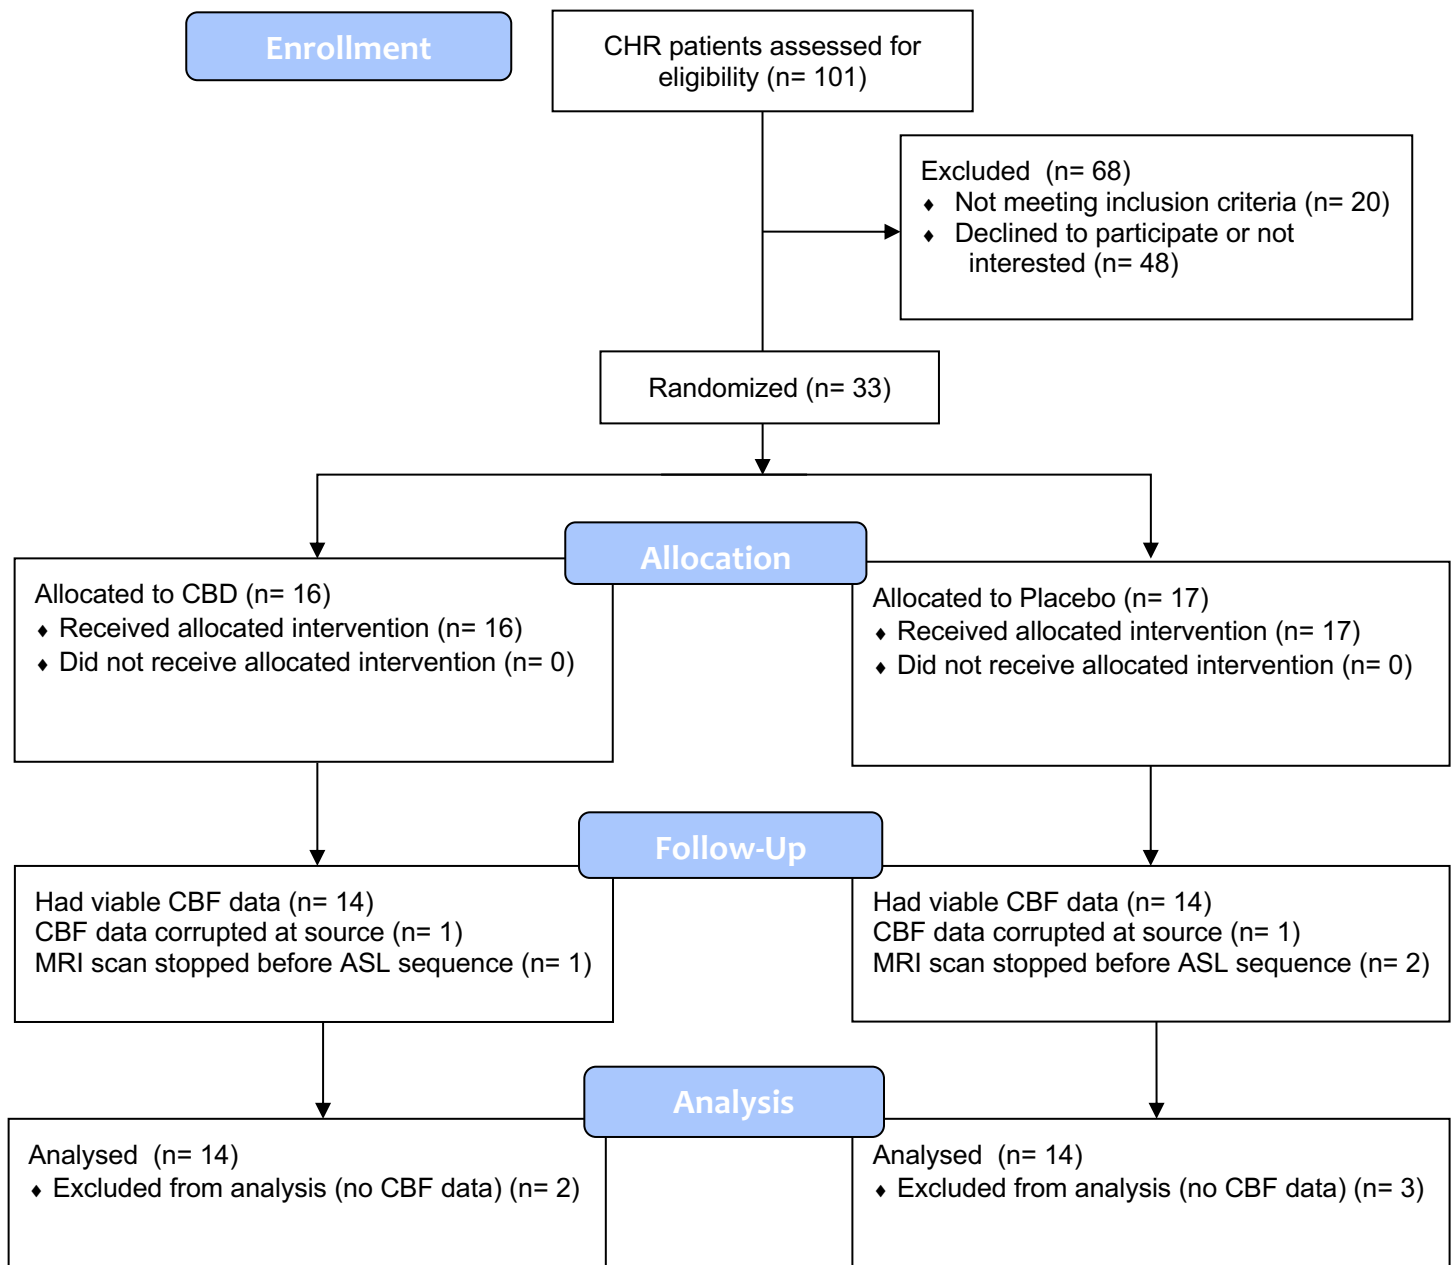 Enrollment
CHR patients assessed for
eligibility (n= 101)
Excluded  (n= 68)
♦ Not meeting inclusion criteria (n= 20)
♦ Declined to participate or not
interested (n= 48)
Randomized (n= 33)
Allocation
Allocated to CBD (n= 16)
♦ Received allocated intervention (n= 16)
♦ Did not receive allocated intervention (n= 0)
Allocated to Placebo (n= 17)
♦ Received allocated intervention (n= 17)
♦ Did not receive allocated intervention (n= 0)
Follow-Up
Had viable CBF data (n= 14)
CBF data corrupted at source (n= 1)
MRI scan stopped before ASL sequence (n= 1)
Had viable CBF data (n= 14)
CBF data corrupted at source (n= 1)
MRI scan stopped before ASL sequence (n= 2)
Analysis
Analysed  (n= 14)
♦ Excluded from analysis (no CBF data) (n= 2)
Analysed  (n= 14)
♦ Excluded from analysis (no CBF data) (n= 3)